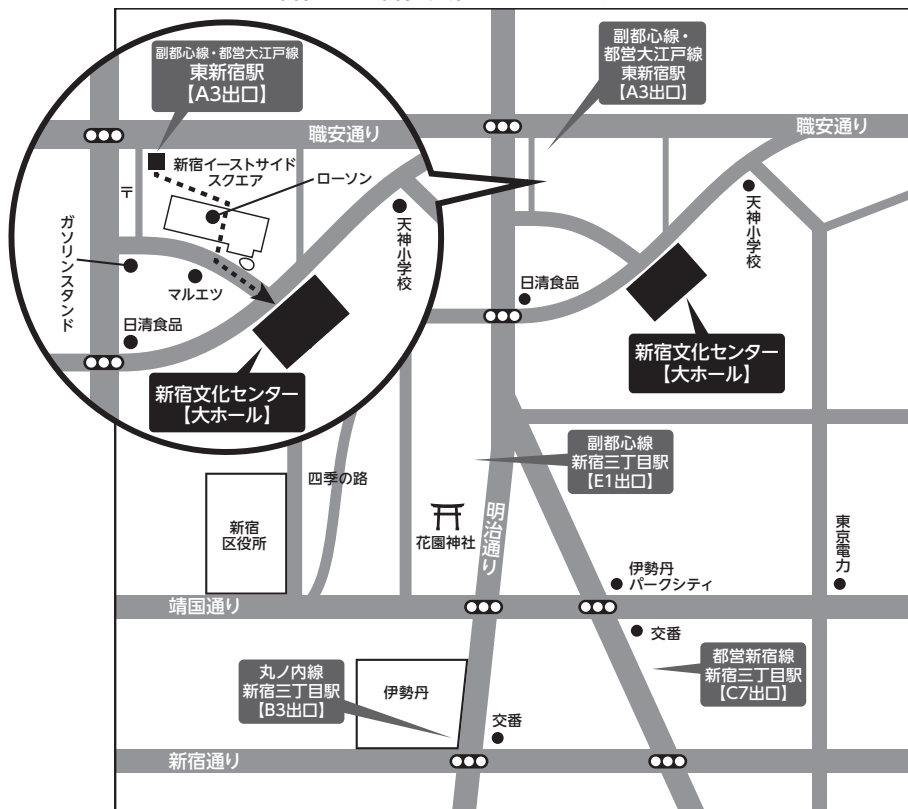 副都心線・都営大江戸線
東新宿駅
【A3出口】
職安通り
新宿イーストサイド
スクエア
ローソン
〒
ガソリンスタンド
マルエツ
日清食品
天神小学校
新宿文化センター
【大ホール】
副都心線・
都営大江戸線
東新宿駅
【A3出口】
職安通り
天神小学校
日清食品
新宿文化センター
【大ホール】
副都心線
新宿三丁目駅
【E1出口】
四季の路
新宿
区役所
花園神社
明治通り
東京電力
伊勢丹
パークシティ
靖国通り
交番
都営新宿線
新宿三丁目駅
【C7出口】
丸ノ内線
新宿三丁目駅
【B3出口】
伊勢丹
交番
新宿通り